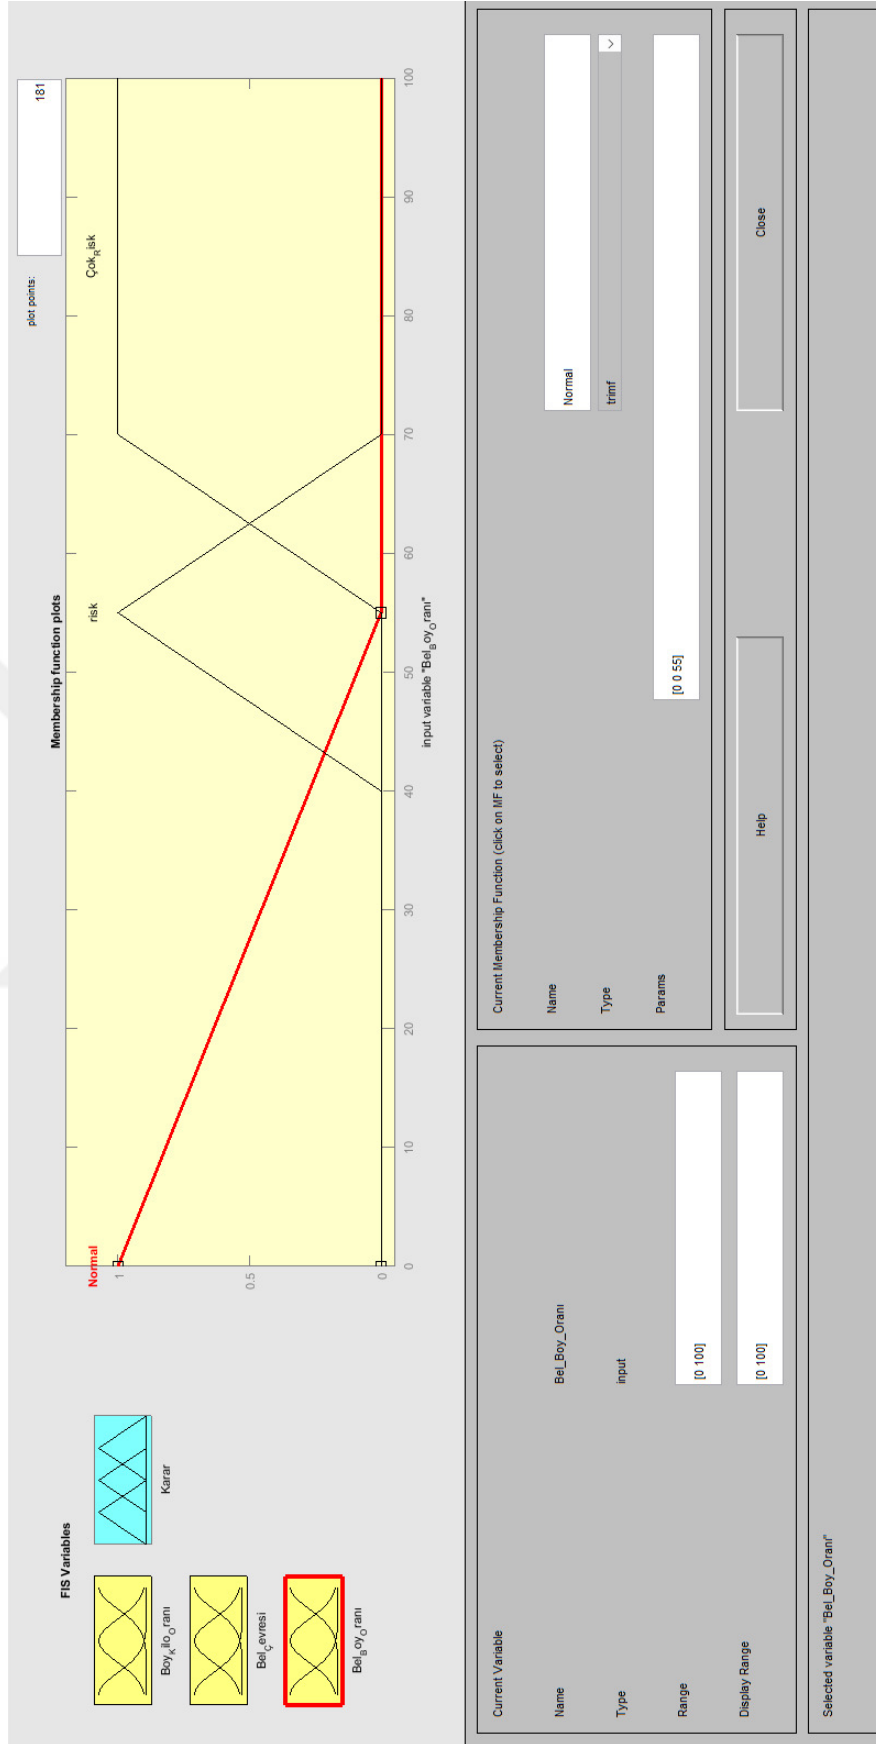 FIS Variables
Boy_Kilo_Oranı
Karar
Bel_Çevresi
Bel_Boy_Oranı
Membership function plots
plot points:
181
Normal
risk
Çok_Risk
1
0.5
0
0 10 20 30 40 50 60 70 80 90 100
input variable "Bel_Boy_Oranı"
Current Variable
Name Bel_Boy_Oranı
Type input
Range [0 100]
Display Range [0 100]
Current Membership Function (click on MF to select)
Name Normal
Type trimf
Params [0 0 55]
Help Close
Selected variable "Bel_Boy_Oranı"